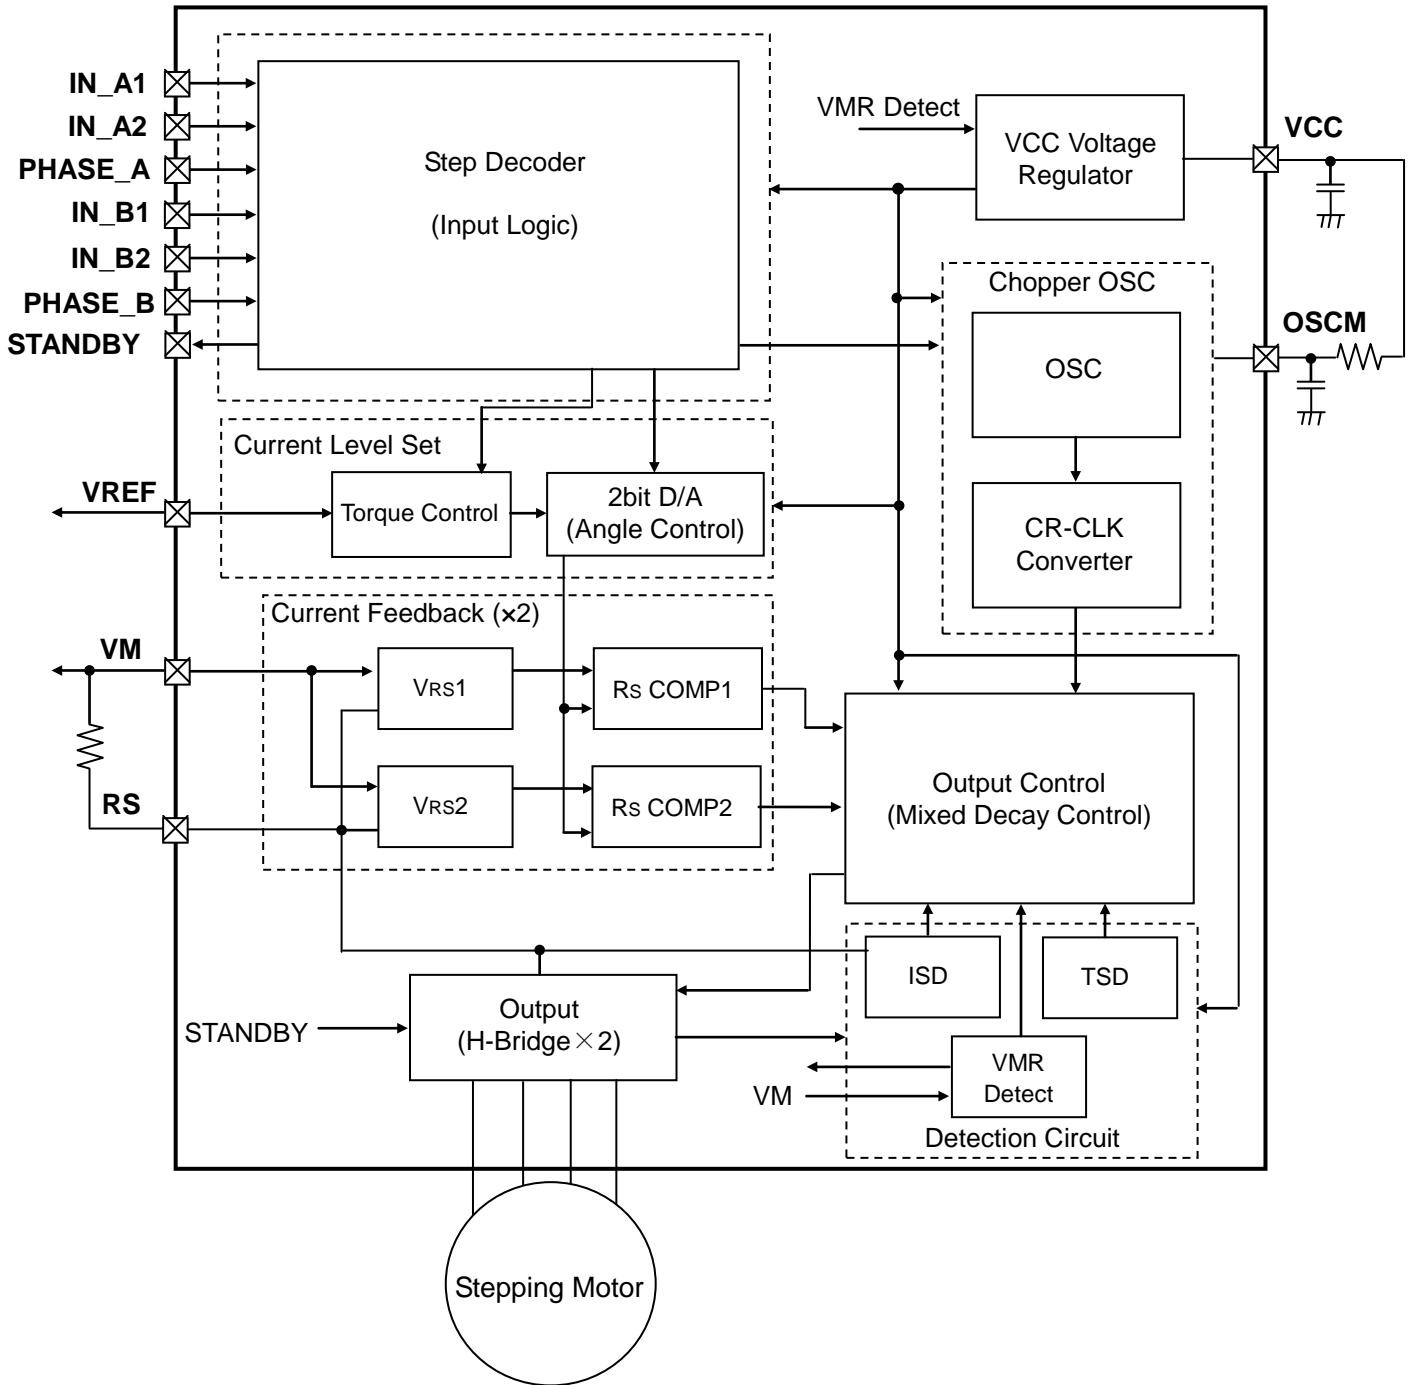 IN_A1
IN_A2
PHASE_A
IN_B1
IN_B2
PHASE_B
STANDBY
Step Decoder
(Input Logic)
VMR Detect
VCC Voltage
Regulator
VCC
Chopper OSC
OSC
CR-CLK
Converter
OSCM
Current Level Set
VREF
Torque Control
2bit D/A
(Angle Control)
Current Feedback (×2)
VM
VRS1
RS COMP1
VRS2
RS COMP2
RS
Output Control
(Mixed Decay Control)
ISD
TSD
STANDBY
Output
(H-Bridge×2)
VMR
Detect
VM
Detection Circuit
Stepping Motor